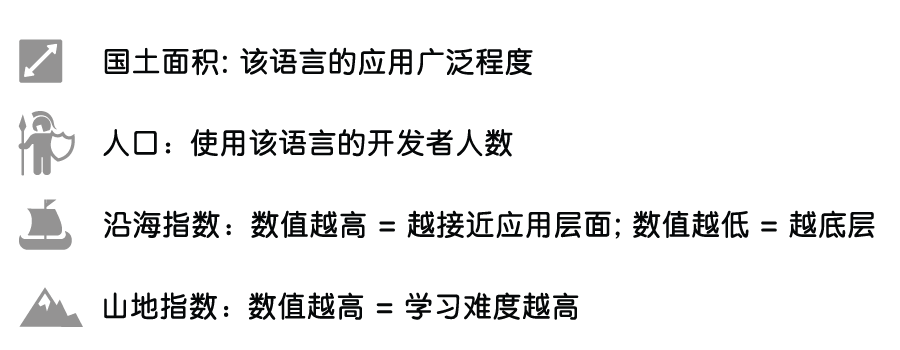 国土面积: 该语言的应用广泛程度
人口：使用该语言的开发者人数
沿海指数：数值越高 = 越接近应用层面; 数值越低 = 越底层
山地指数：数值越高 = 学习难度越高